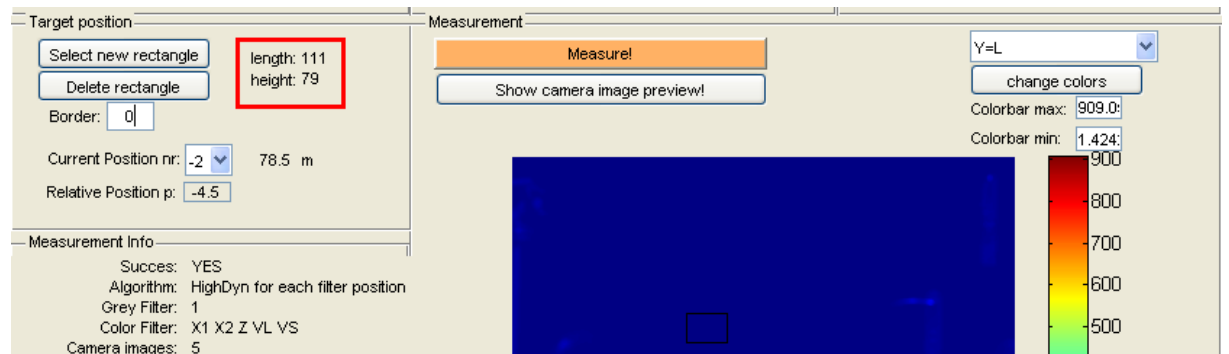 Target position
Select new rectangle
length: 111
Delete rectangle
height: 79
Border: 0
Current Position nr: -2 78.5 m
Relative Position p: -4.5
Measurement Info
Succes: YES
Algorithm: HighDyn for each filter position
Grey Filter: 1
Color Filter: X1 X2 Z VL VS
Camera images: 5
Measurement
Measure!
Show camera image preview!
Y=L
change colors
Colorbar max: 909.0
Colorbar min: 1.424
900
800
700
600
500